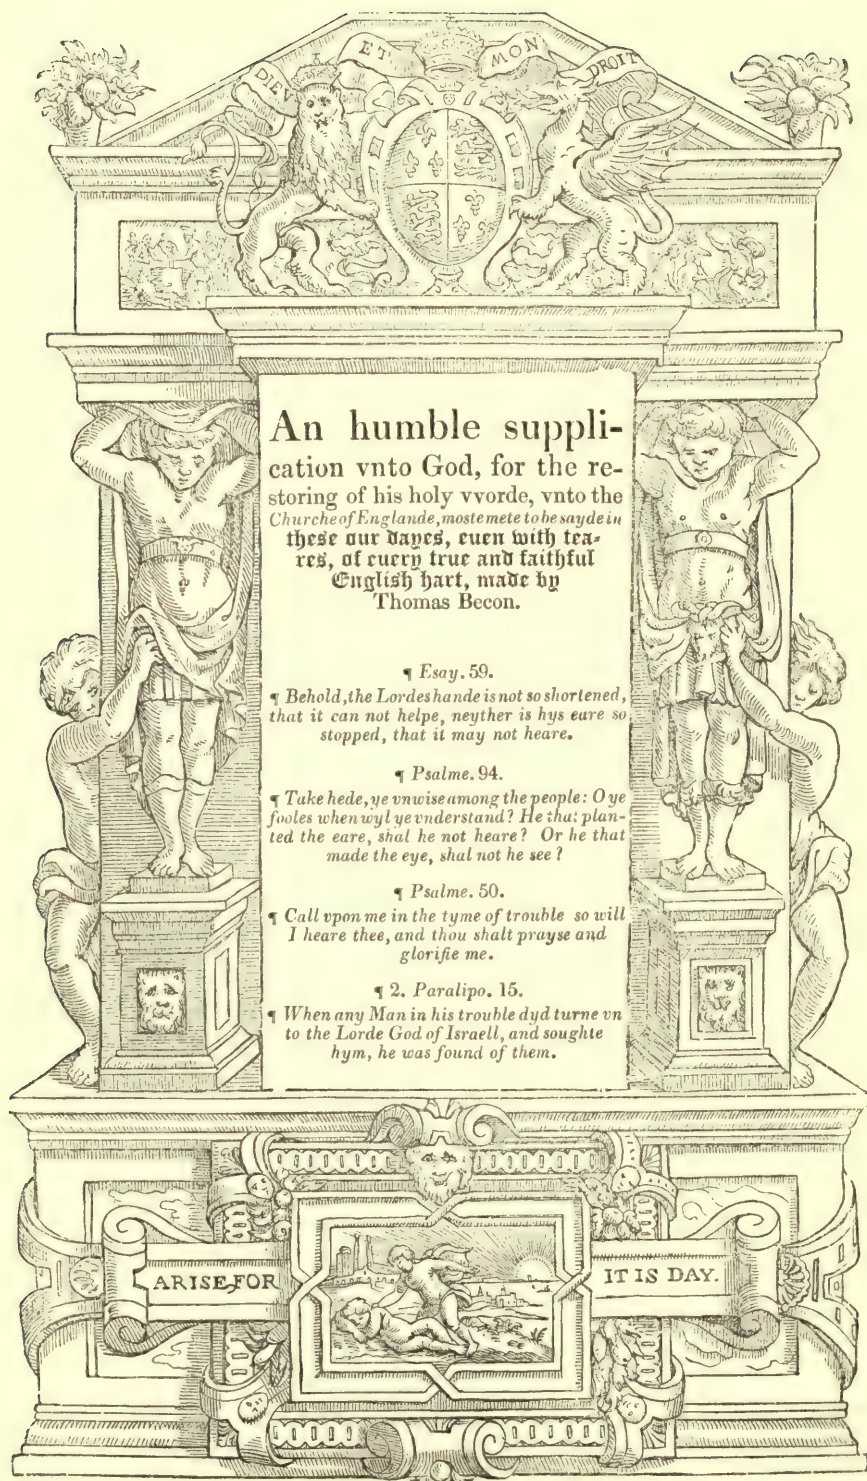 DIEV ET MON DROIT
An humble suppli-
cation vnto God, for the re-
storing of his holy vvorde, vnto the
Churche of Englande, moste mete to be sayde in
these our dayes, euen with tea-
res, of euery true and faithful
English hart, made by
Thomas Becon.
¶ Esay. 59.
¶ Behold, the Lordes hande is not so shortened,
that it can not helpe, neyther is hys eare so
stopped, that it may not heare.
¶ Psalme. 94.
¶ Take hede, ye vnwise among the people: O ye
fooles when wyl ye vnderstand? He that plan-
ted the eare, shal he not heare? Or he that
made the eye, shal not he see?
¶ Psalme. 50.
¶ Call vpon me in the tyme of trouble so will
I heare thee, and thou shalt prayse and
glorifie me.
¶ 2. Paralipo. 15.
¶ When any Man in his trouble dyd turne vn
to the Lorde God of Israell, and soughte
hym, he was found of them.
ARISE, FOR IT IS DAY.